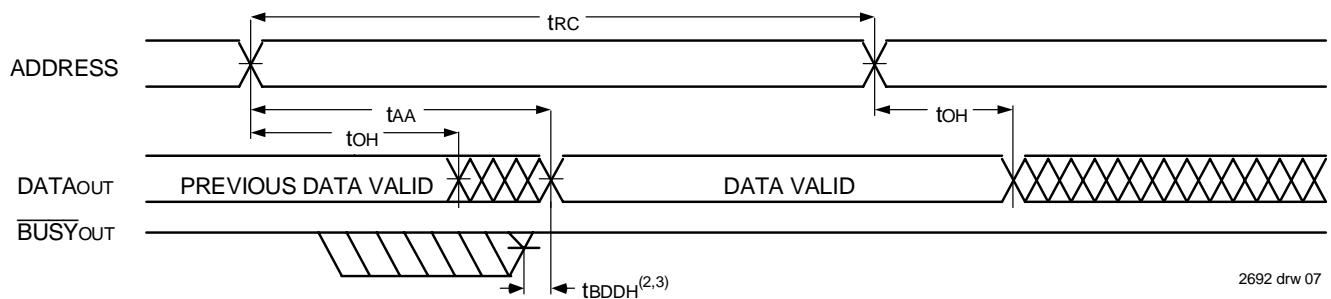 tRC
ADDRESS
tAA
tOH
tOH
DATAOUT
PREVIOUS DATA VALID
DATA VALID
BUSYOUT
tBDDH(2,3)
2692 drw 07